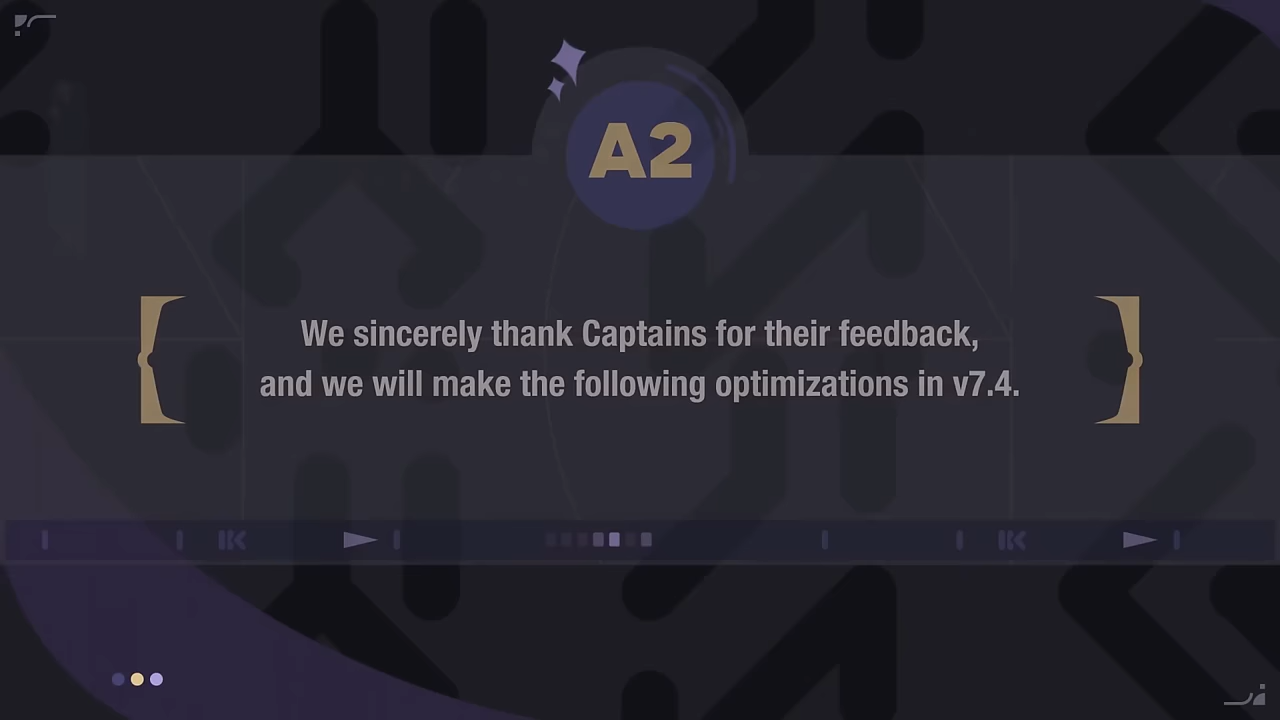 A2
We sincerely thank Captains for their feedback,
and we will make the following optimizations in v7.4.